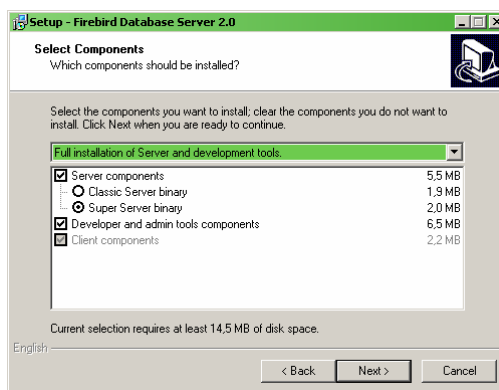 Setup - Firebird Database Server 2.0
Select Components
Which components should be installed?
Select the components you want to install; clear the components you do not want to
install. Click Next when you are ready to continue.
Full installation of Server and development tools.
Server components 5,5 MB
Classic Server binary 1,9 MB
Super Server binary 2,0 MB
Developer and admin tools components 6,5 MB
Client components 2,2 MB
Current selection requires at least 14,5 MB of disk space.
English
< Back Next > Cancel